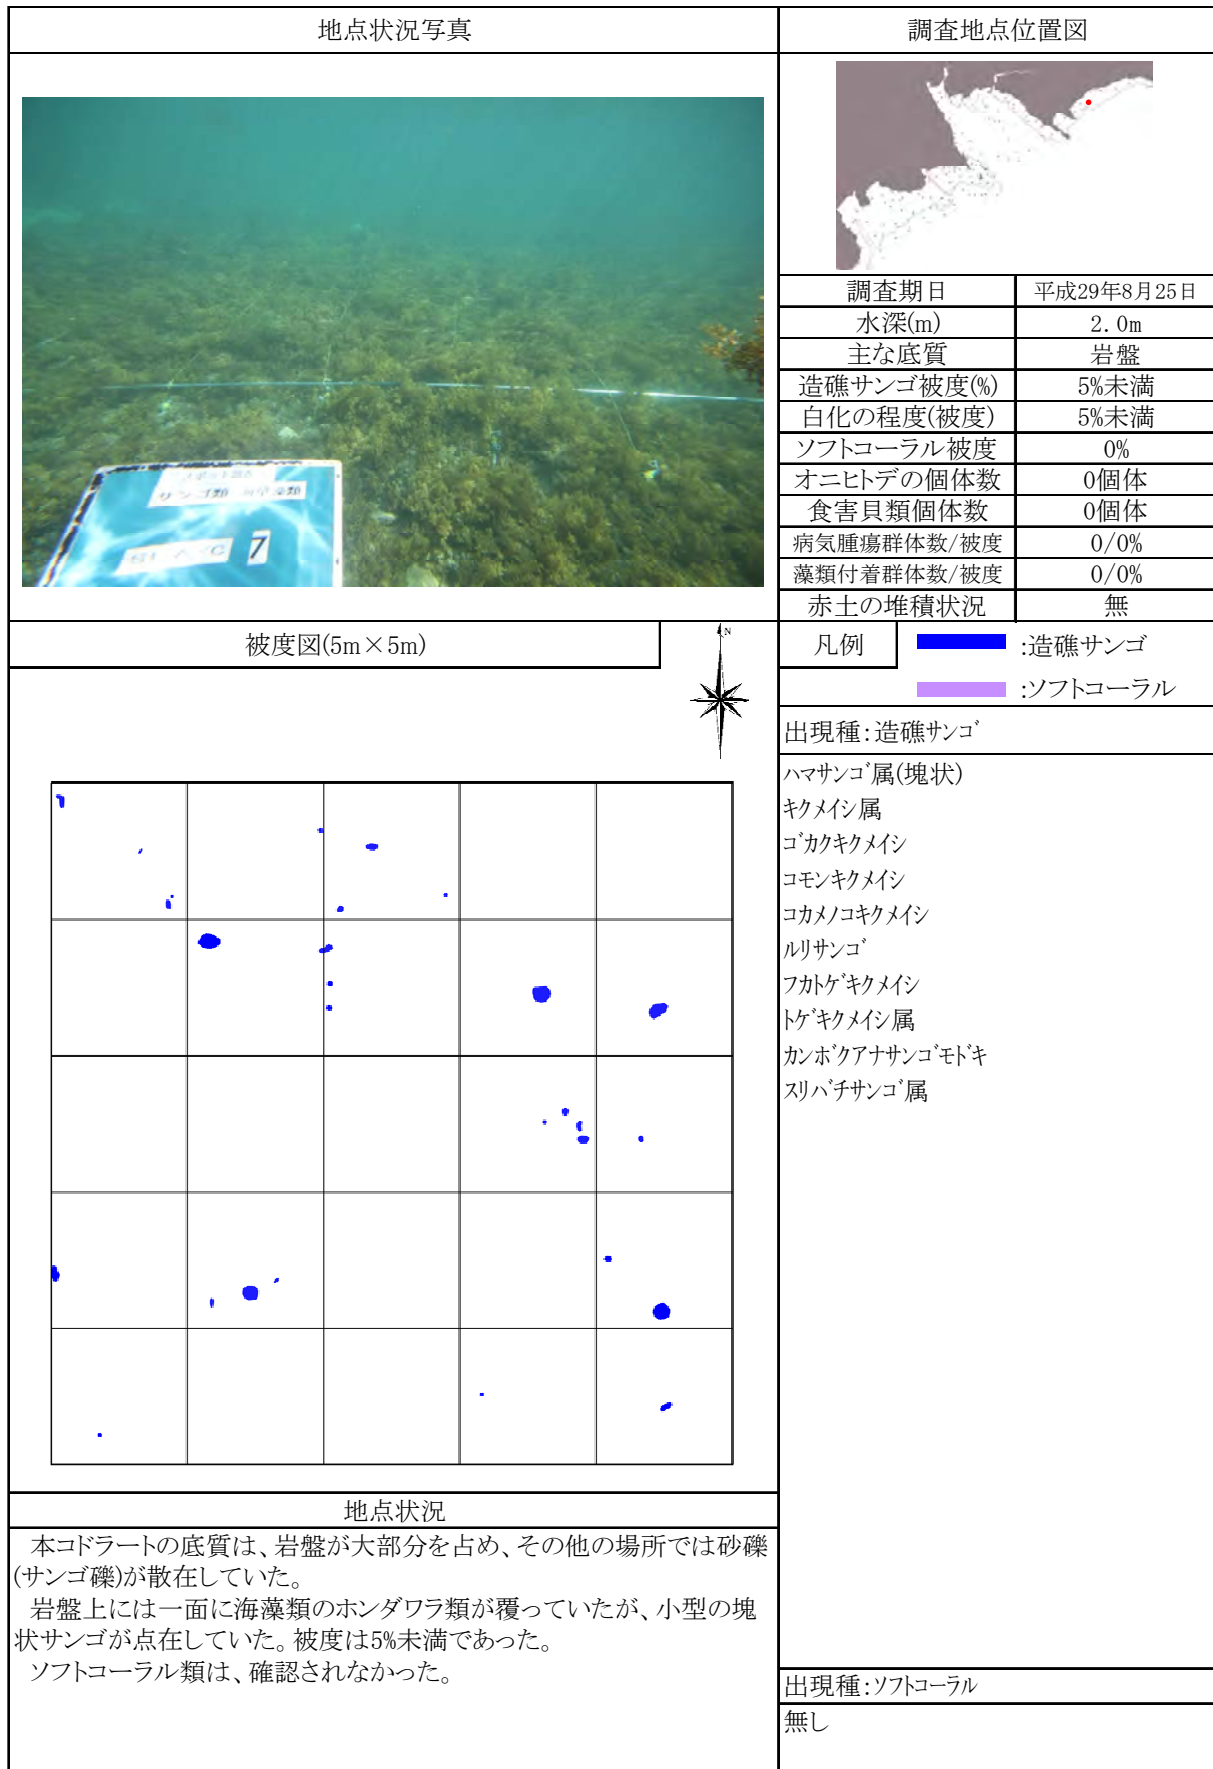 地点状況写真
調査地点位置図
サンゴ類
7
調査期日 平成29年8月25日
水深(m) 2.0m
主な底質 岩盤
造礁サンゴ被度(%) 5%未満
白化の程度(被度) 5%未満
ソフトコーラル被度 0%
オニヒトデの個体数 0個体
食害貝類個体数 0個体
病気腫瘍群体数/被度 0/0%
藻類付着群体数/被度 0/0%
赤土の堆積状況 無
被度図(5m×5m)
N
凡例
:造礁サンゴ
:ソフトコーラル
出現種:造礁サンゴ
ハマサンゴ属(塊状)
キクメイシ属
ゴカクキクメイシ
コモンキクメイシ
コカメノコキクメイシ
ルリサンゴ
フカトゲキクメイシ
トゲキクメイシ属
カンボクアナサンゴモドキ
スリバチサンゴ属
地点状況
本コドラートの底質は、岩盤が大部分を占め、その他の場所では砂礫
(サンゴ礫)が散在していた。
岩盤上には一面に海藻類のホンダワラ類が覆っていたが、小型の塊
状サンゴが点在していた。被度は5%未満であった。
ソフトコーラル類は、確認されなかった。
出現種:ソフトコーラル
無し